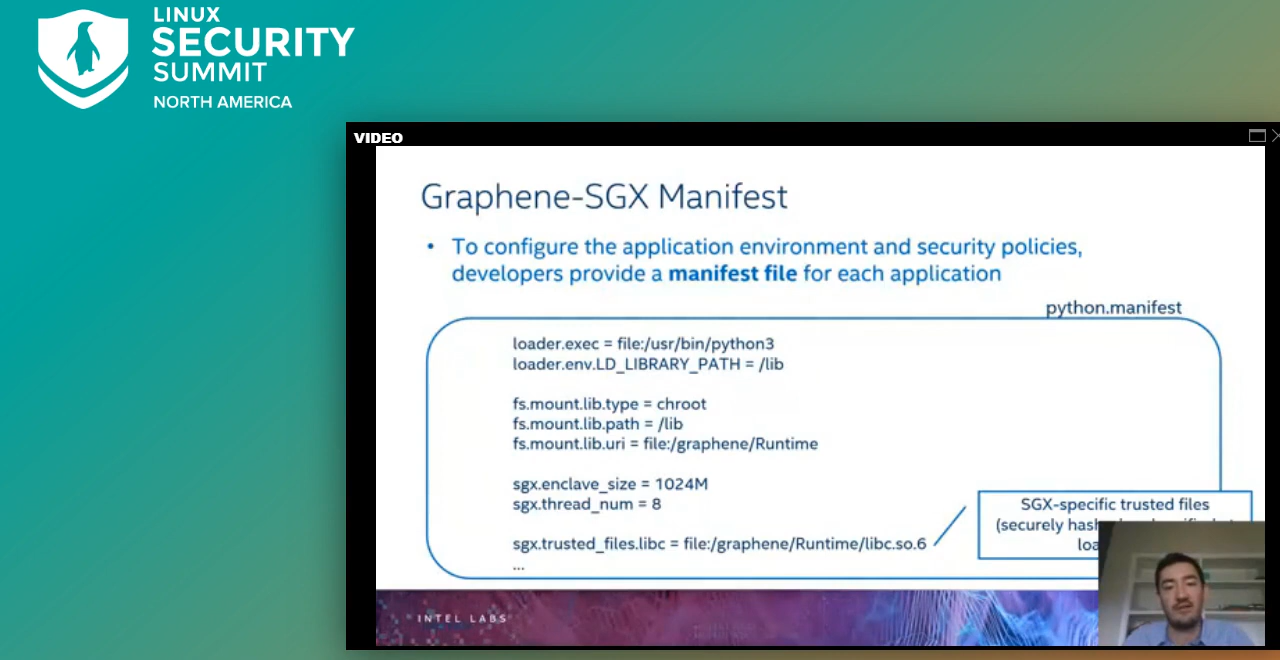 LINUX
SECURITY
SUMMIT
NORTH AMERICA
VIDEO
Graphene-SGX Manifest
• To configure the application environment and security policies,
developers provide a manifest file for each application
python.manifest
loader.exec = file:/usr/bin/python3
loader.env.LD_LIBRARY_PATH = /lib
fs.mount.lib.type = chroot
fs.mount.lib.path = /lib
fs.mount.lib.uri = file:/graphene/Runtime
sgx.enclave_size = 1024M
sgx.thread_num = 8
SGX-specific trusted files
(securely
sgx.trusted_files.libc = file:/graphene/Runtime/libc.so.6
...
INTEL LABS